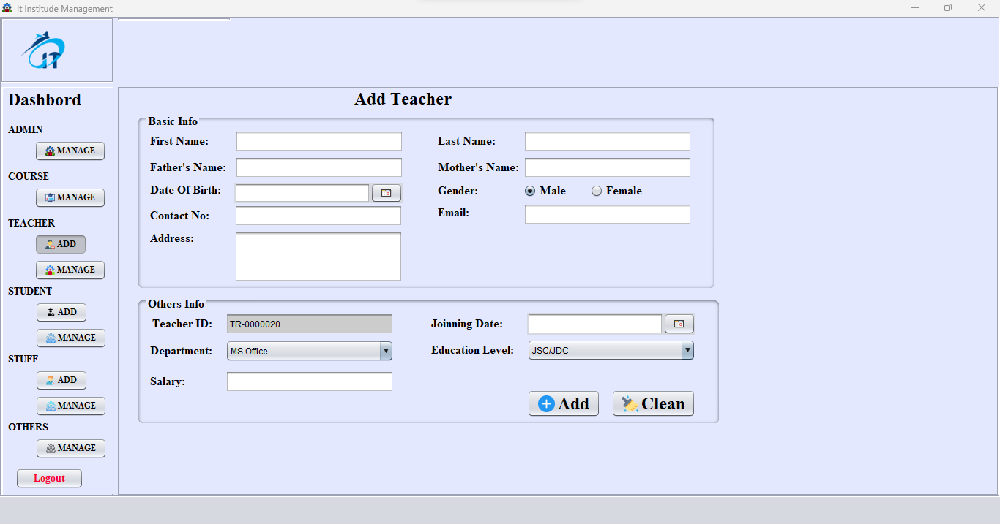 It Institude Management
IT
Dashbord
ADMIN
MANAGE
COURSE
MANAGE
TEACHER
ADD
MANAGE
STUDENT
ADD
MANAGE
STUFF
ADD
MANAGE
OTHERS
MANAGE
Logout
Add Teacher
Basic Info
First Name:
Last Name:
Father's Name:
Mother's Name:
Date Of Birth:
Gender: Male Female
Contact No:
Email:
Address:
Others Info
Teacher ID: TR-0000020
Joinning Date:
Department: MS Office
Education Level: JSC/JDC
Salary:
Add Clean